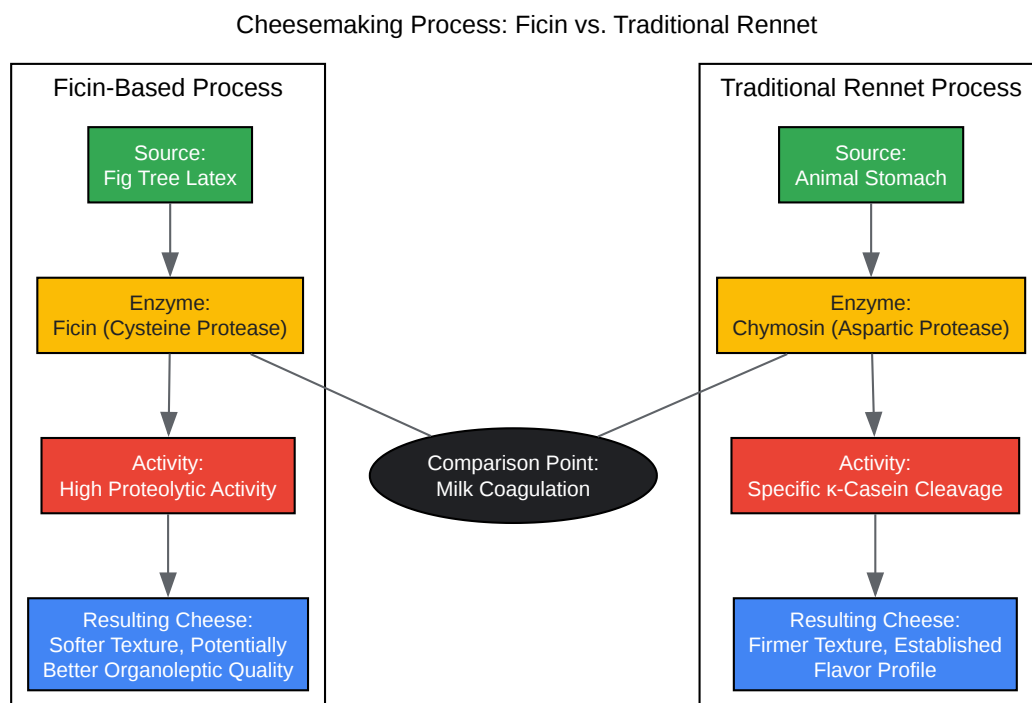 Cheesemaking Process: Ficin vs. Traditional Rennet
Ficin-Based Process
Source:
Fig Tree Latex
Enzyme:
Ficin (Cysteine Protease)
Activity:
High Proteolytic Activity
Resulting Cheese:
Softer Texture, Potentially
Better Organoleptic Quality
Comparison Point:
Milk Coagulation
Traditional Rennet Process
Source:
Animal Stomach
Enzyme:
Chymosin (Aspartic Protease)
Activity:
Specific κ-Casein Cleavage
Resulting Cheese:
Firmer Texture, Established
Flavor Profile